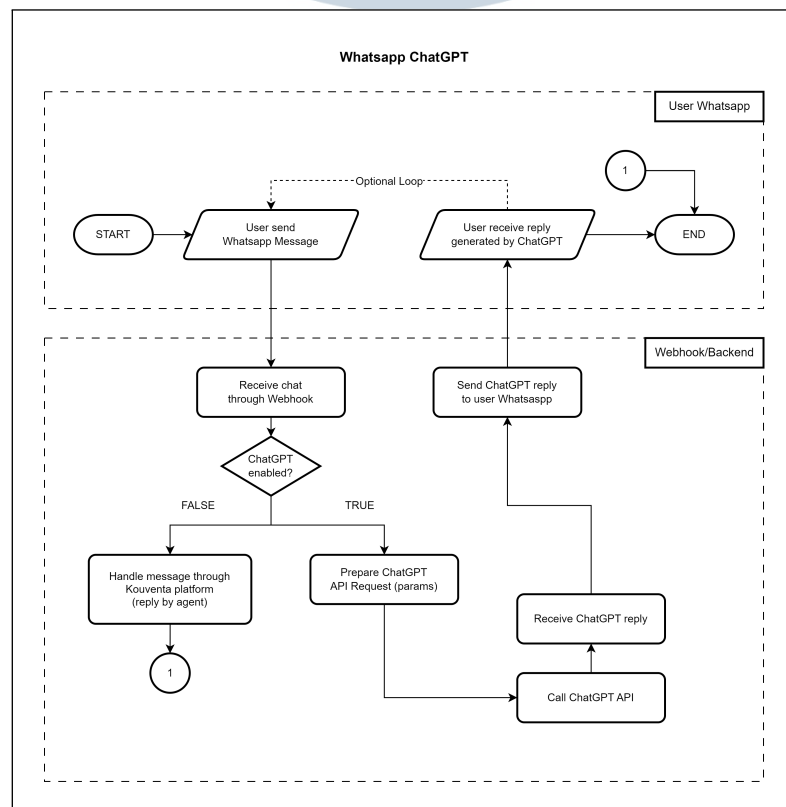 Whatsapp ChatGPT
User Whatsapp
1
Optional Loop
START
User send
Whatsapp Message
User receive reply
generated by ChatGPT
END
Webhook/Backend
Receive chat
through Webhook
Send ChatGPT reply
to user Whatsaspp
ChatGPT
enabled?
FALSE
TRUE
Handle message through
Kouventa platform
(reply by agent)
Prepare ChatGPT
API Request (params)
Receive ChatGPT reply
1
Call ChatGPT API